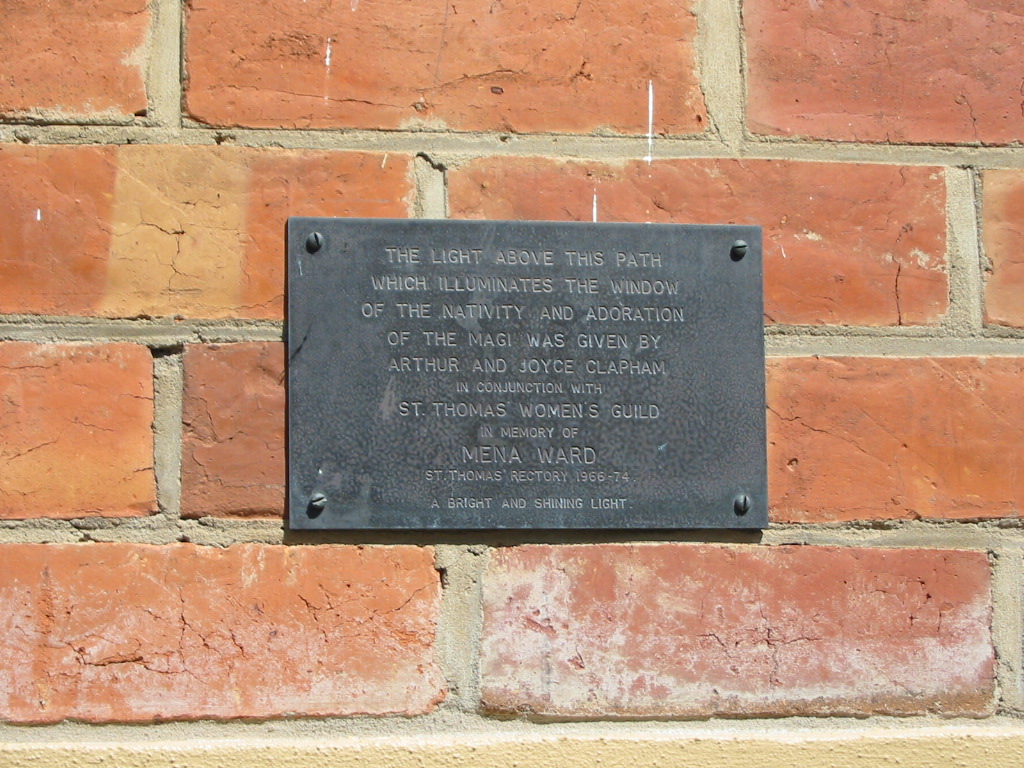 THE LIGHT ABOVE THIS PATH
WHICH ILLUMINATES THE WINDOW
OF THE NATIVITY AND ADORATION
OF THE MAGI WAS GIVEN BY
ARTHUR AND JOYCE CLAPHAM
IN CONJUNCTION WITH
ST. THOMAS' WOMEN'S GUILD
IN MEMORY OF
MENA WARD
ST. THOMAS RECTORY 1966-74.
A BRIGHT AND SHINING LIGHT.